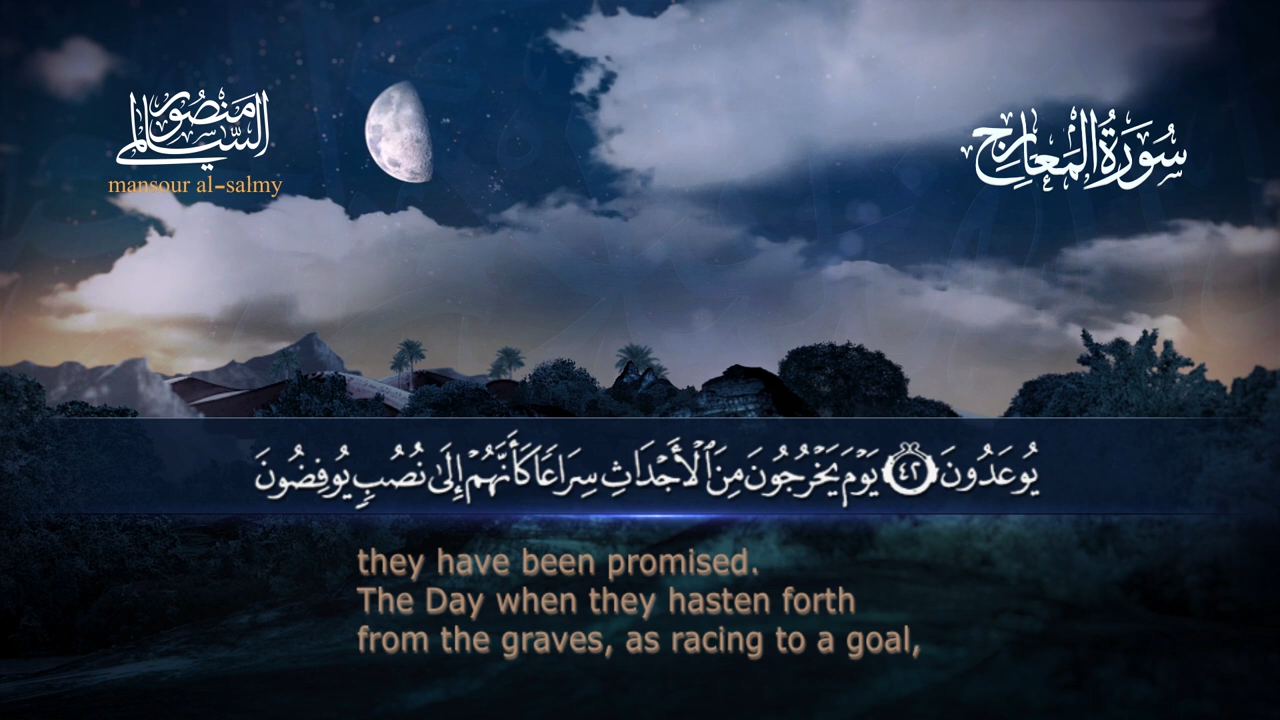 منصور السالمي
mansour al-salmy
سُورَةُ الْمَعَارِجِ
يُوعَدُونَ ٤٢ يَوْمَ يَخْرُجُونَ مِنَ ٱلْأَجْدَاثِ سِرَاعًا كَأَنَّهُمْ إِلَىٰ نُصُبٍ يُوفِضُونَ
they have been promised.
The Day when they hasten forth
from the graves, as racing to a goal,